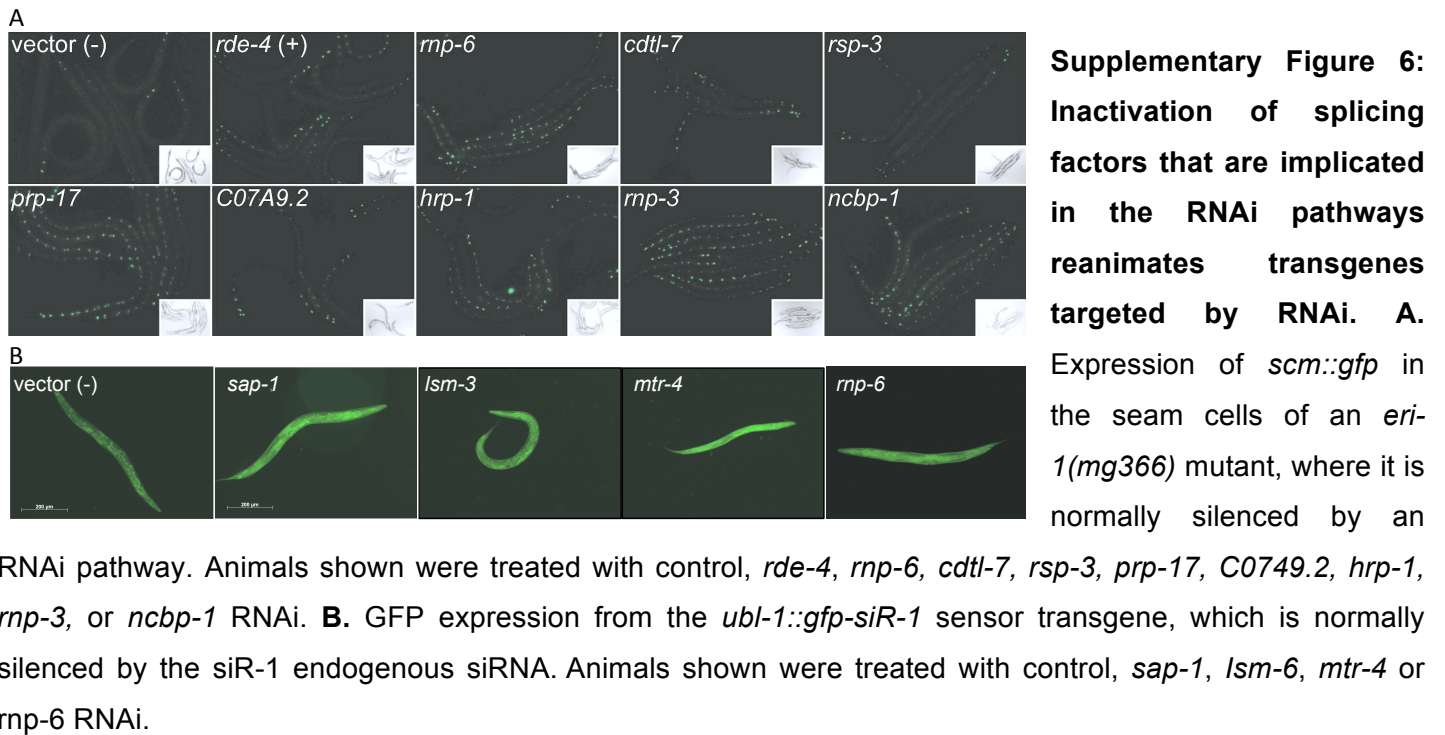 A
vector (-) rde-4 (+) rnp-6 cdtl-7 rsp-3
prp-17 C07A9.2 hrp-1 rnp-3 ncbp-1
B
vector (-) sap-1 lsm-3 mtr-4 rnp-6
200 µm 200 µm
Supplementary Figure 6:
Inactivation of splicing
factors that are implicated
in the RNAi pathways
reanimates transgenes
targeted by RNAi. A.
Expression of scm::gfp in
the seam cells of an eri-
1(mg366) mutant, where it is
normally silenced by an
RNAi pathway. Animals shown were treated with control, rde-4, rnp-6, cdtl-7, rsp-3, prp-17, C0749.2, hrp-1,
rnp-3, or ncbp-1 RNAi. B. GFP expression from the ubl-1::gfp-siR-1 sensor transgene, which is normally
silenced by the siR-1 endogenous siRNA. Animals shown were treated with control, sap-1, lsm-6, mtr-4 or
rnp-6 RNAi.